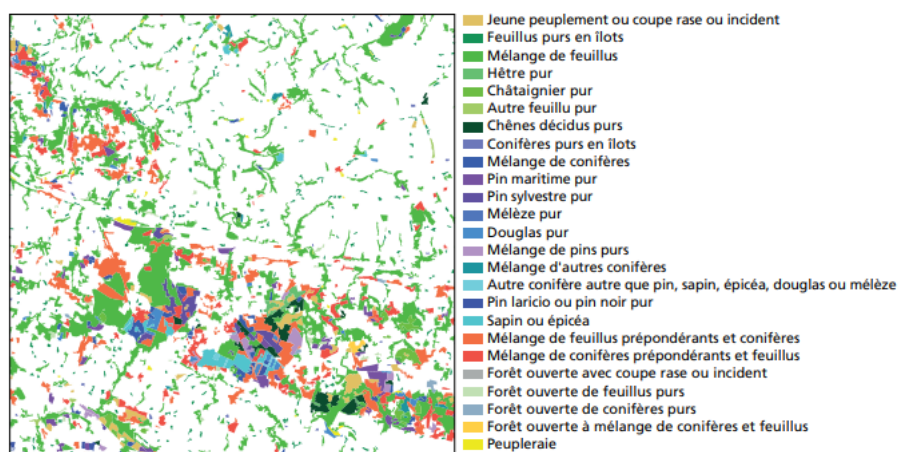 Jeune peuplement ou coupe rase ou incident
Feuillus purs en îlots
Mélange de feuillus
Hêtre pur
Châtaignier pur
Autre feuillu pur
Chênes décidus purs
Conifères purs en îlots
Mélange de conifères
Pin maritime pur
Pin sylvestre pur
Mélèze pur
Douglas pur
Mélange de pins purs
Mélange d'autres conifères
Autre conifère autre que pin, sapin, épicéa, douglas ou mélèze
Pin laricio ou pin noir pur
Sapin ou épicéa
Mélange de feuillus prépondérants et conifères
Mélange de conifères prépondérants et feuillus
Forêt ouverte avec coupe rase ou incident
Forêt ouverte de feuillus purs
Forêt ouverte de conifères purs
Forêt ouverte à mélange de conifères et feuillus
Peupleraie